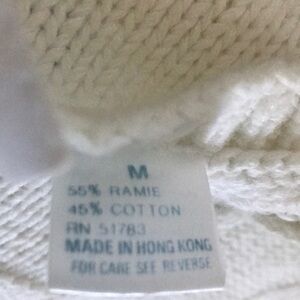 M
55% RAMIE
45% COTTON
RN 51783
MADE IN HONG KONG
FOR CARE SEE REVERSE